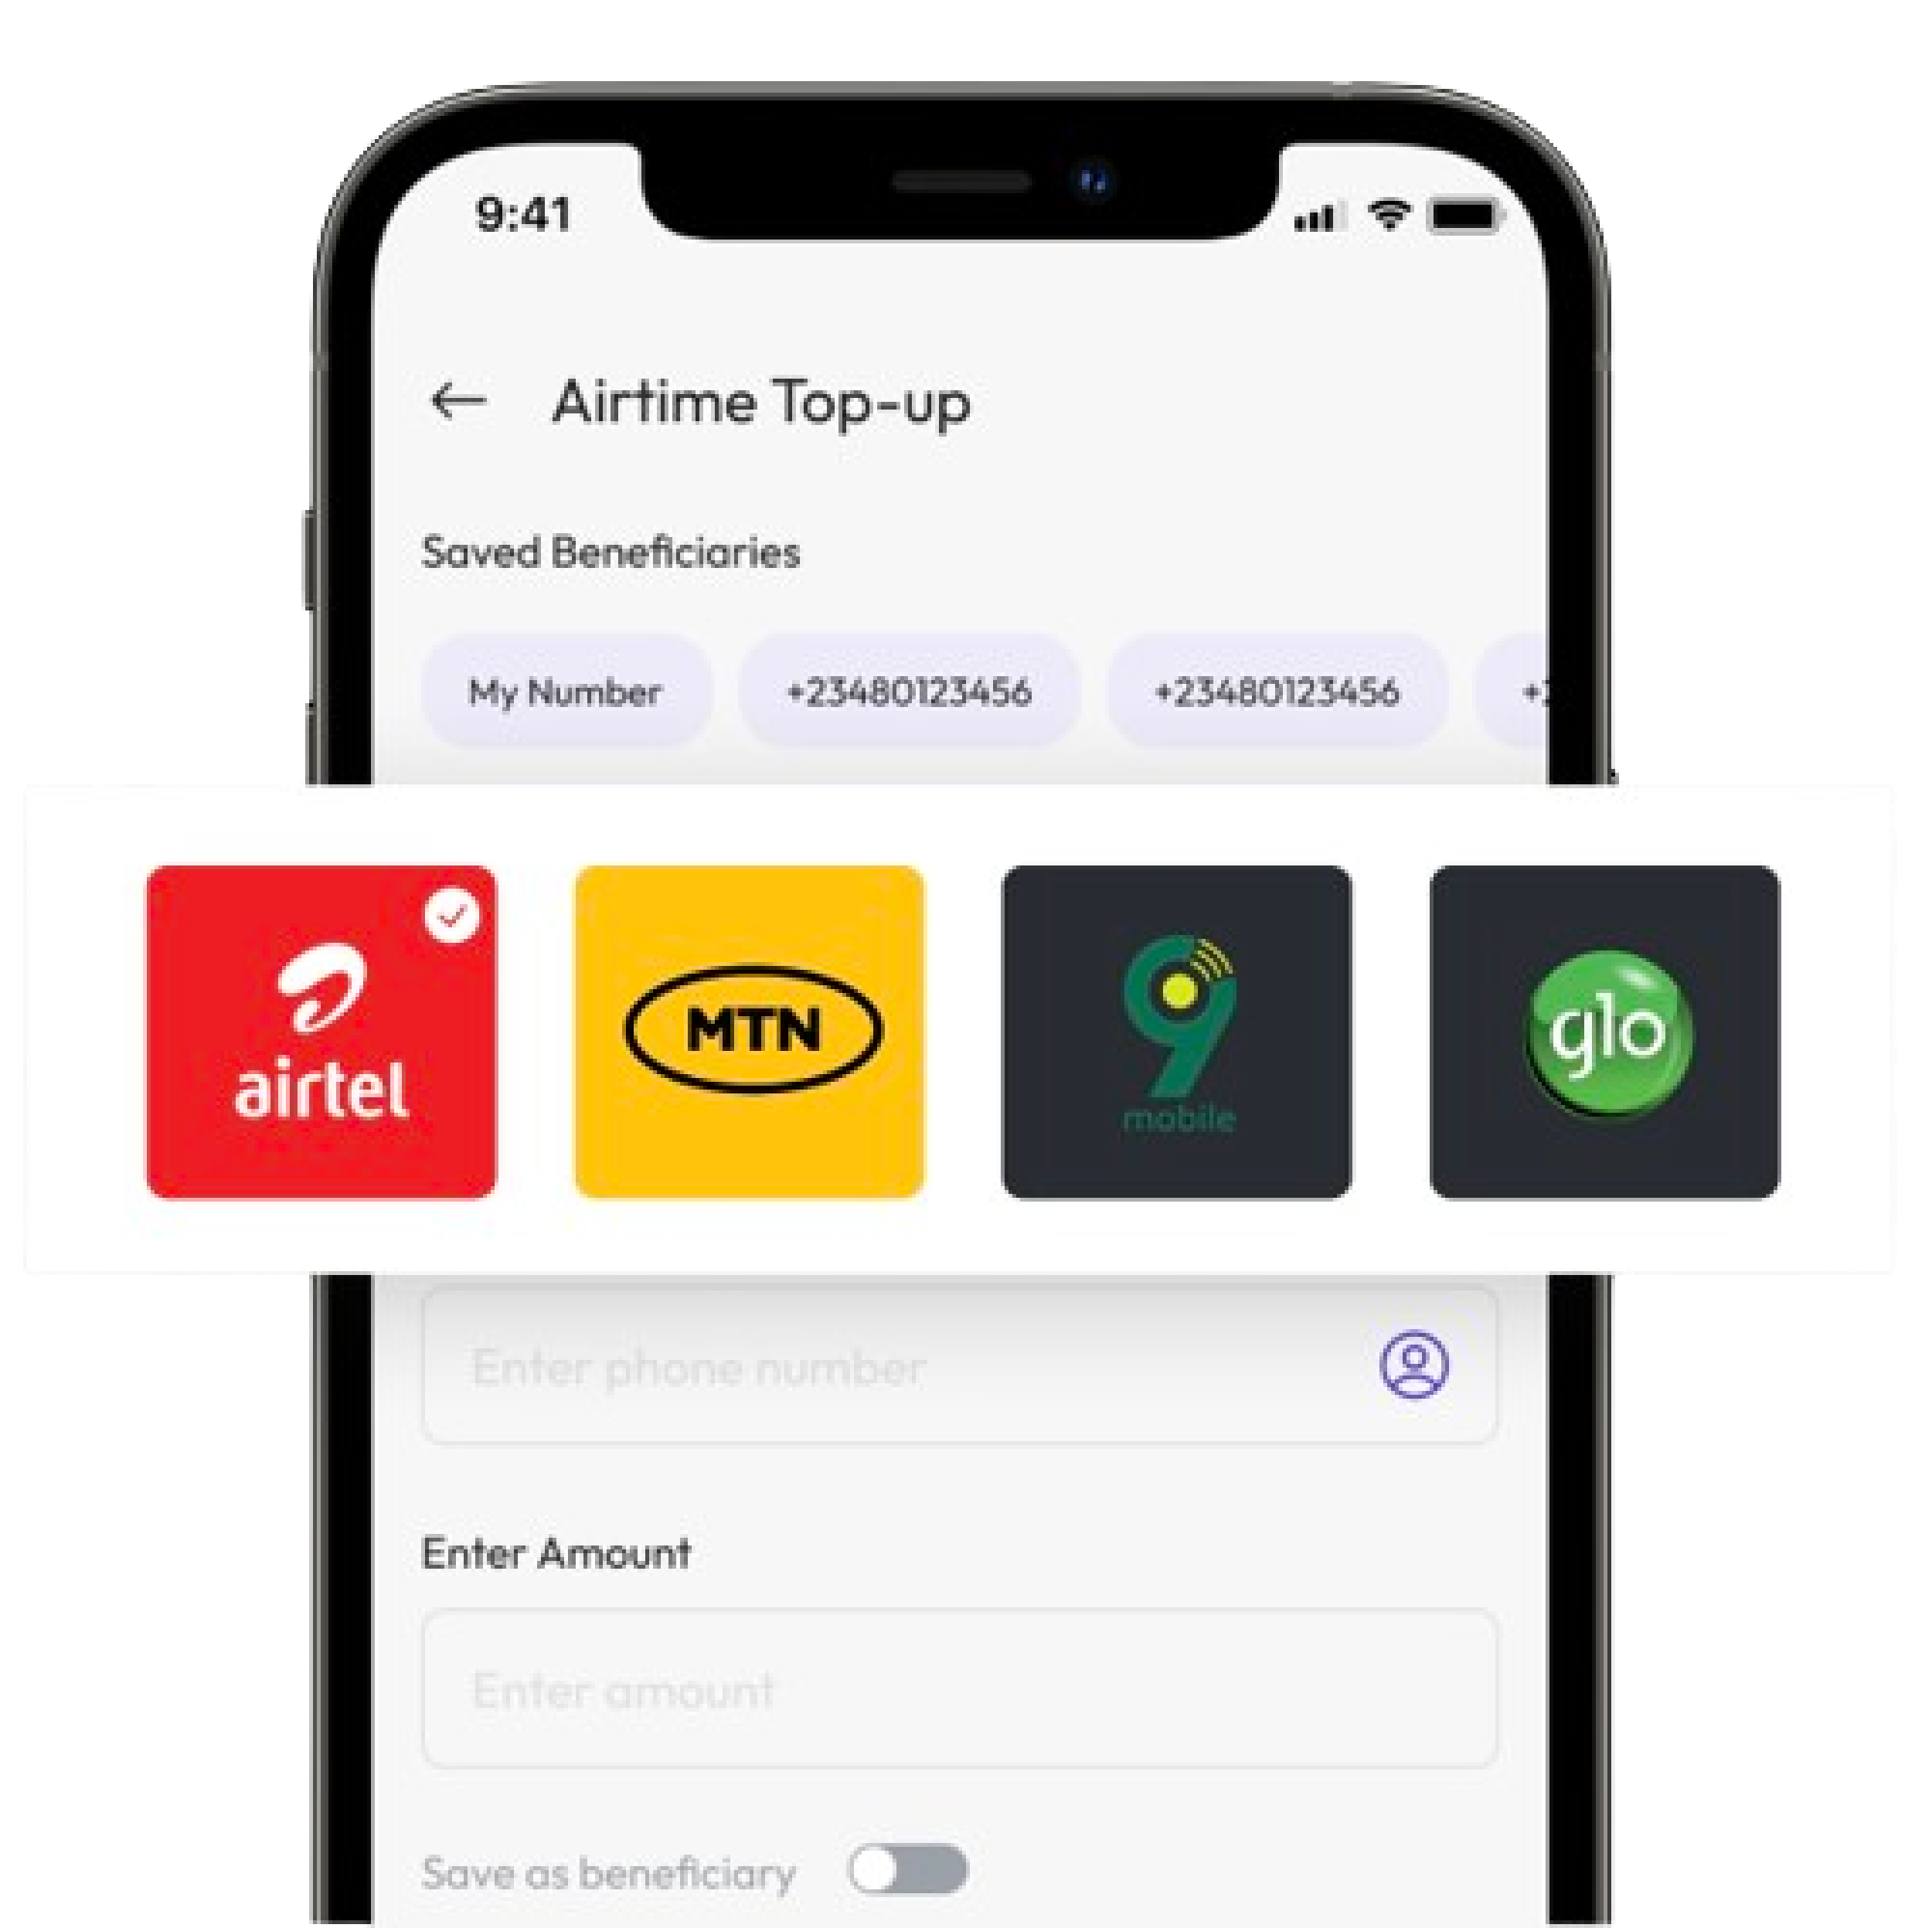 9:41
Airtime Top-up
Saved Beneficiaries
My Number +23480123456 +23480123456
airtel MTN 9 mobile glo
Enter phone number
Enter Amount
Enter amount
Save as beneficiary